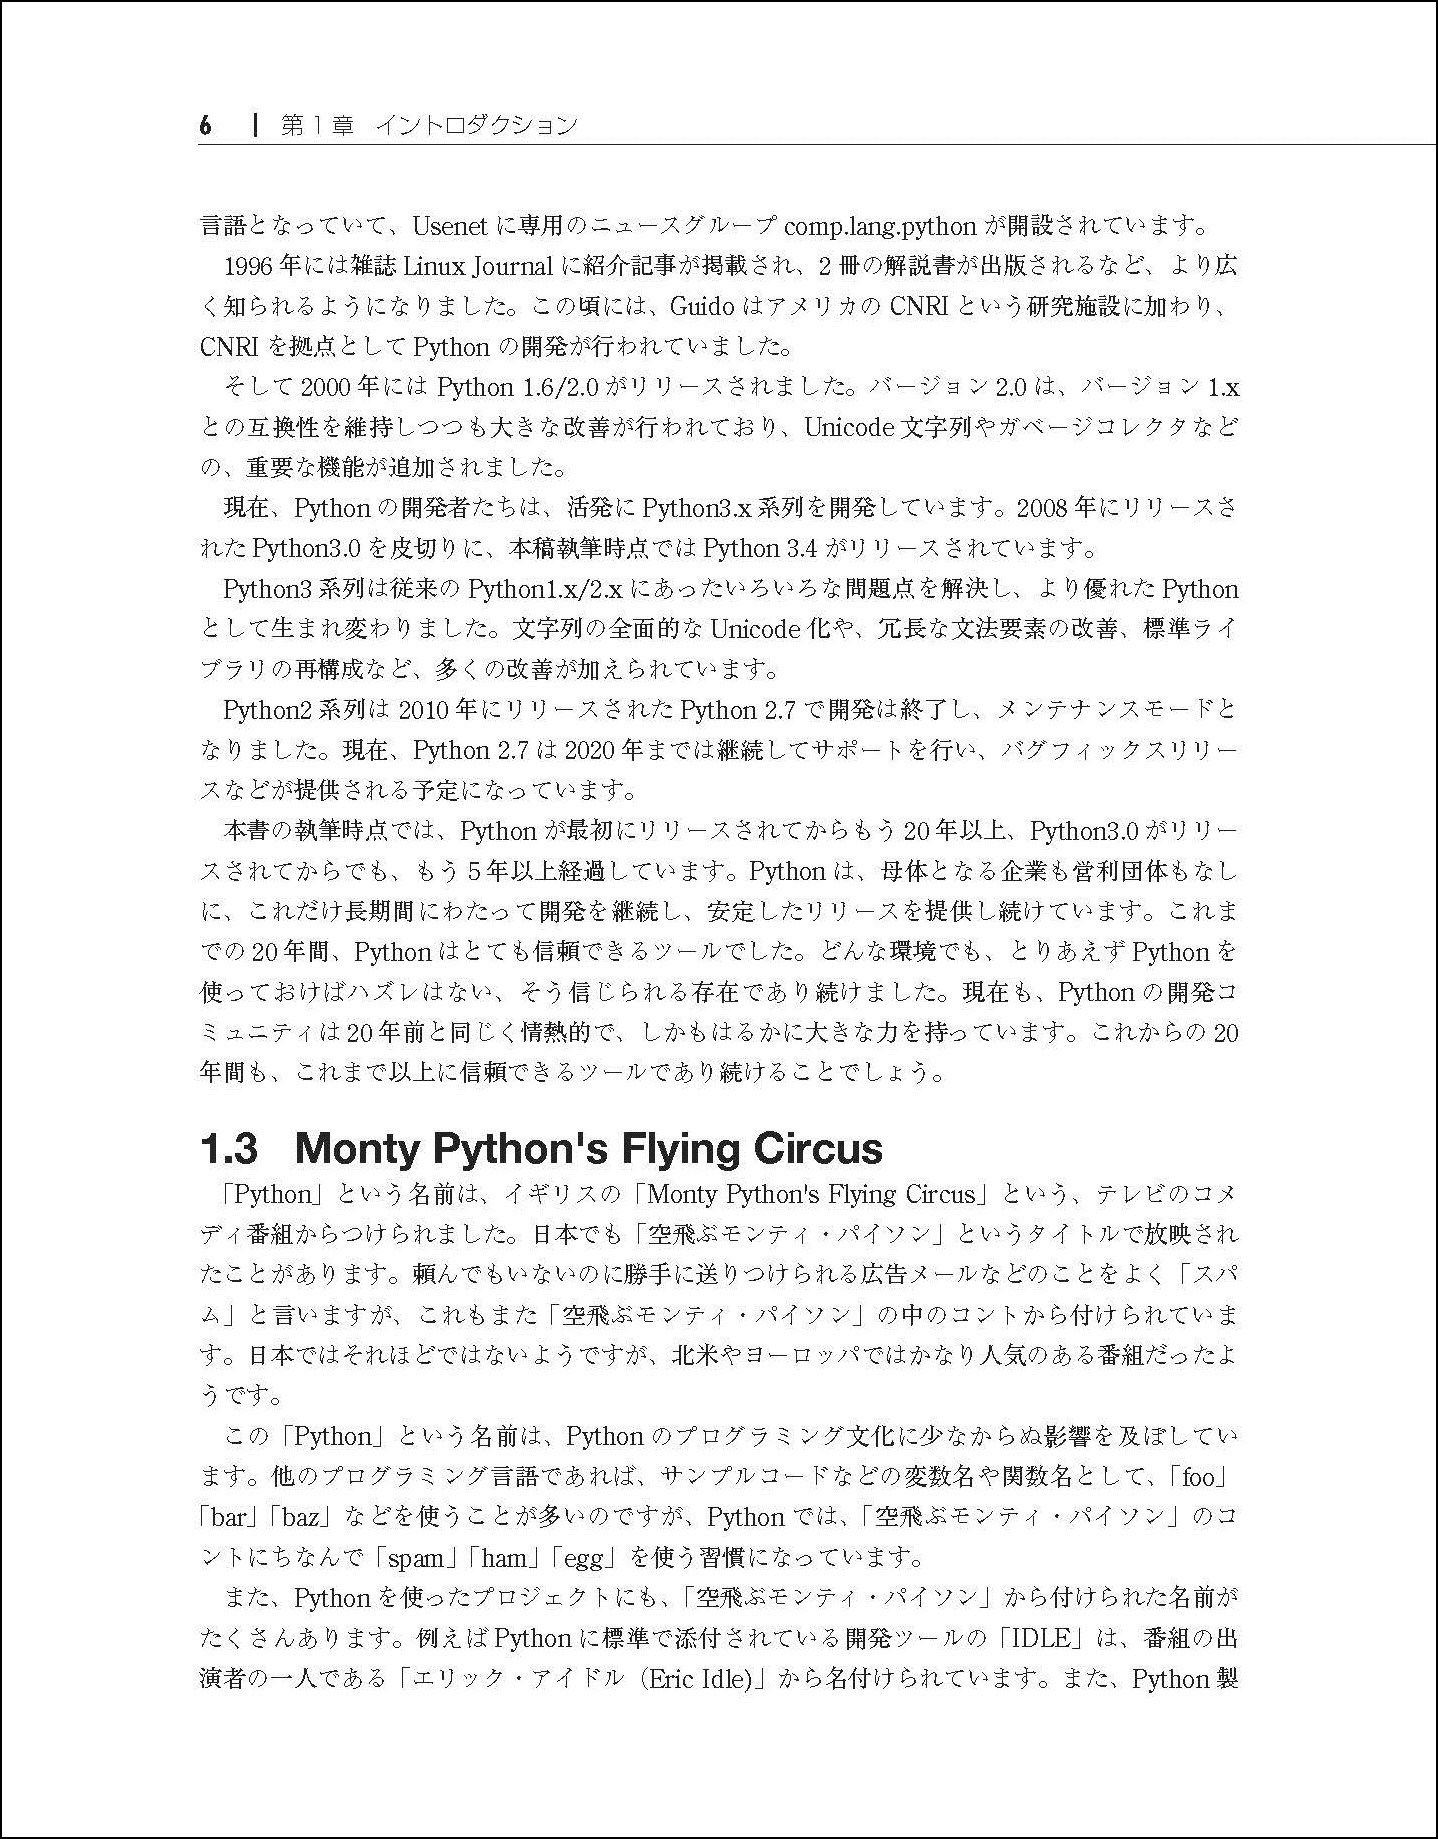 6 | 第 1 章　イントロダクション
言語となっていて、Usenet に専用のニュースグループ comp.lang.python が開設されています。
1996 年には雑誌 Linux Journal に紹介記事が掲載され、2 冊の解説書が出版されるなど、より広
く知られるようになりました。この頃には、Guido はアメリカの CNRI という研究施設に加わり、
CNRI を拠点として Python の開発が行われていました。
そして 2000 年には Python 1.6/2.0 がリリースされました。バージョン 2.0 は、バージョン 1.x
との互換性を維持しつつも大きな改善が行われており、Unicode 文字列やガベージコレクタなど
の、重要な機能が追加されました。
現在、Python の開発者たちは、活発に Python3.x 系列を開発しています。2008 年にリリースさ
れた Python3.0 を皮切りに、本稿執筆時点では Python 3.4 がリリースされています。
Python3 系列は従来の Python1.x/2.x にあったいろいろな問題点を解決し、より優れた Python
として生まれ変わりました。文字列の全面的な Unicode 化や、冗長な文法要素の改善、標準ライ
ブラリの再構成など、多くの改善が加えられています。
Python2 系列は 2010 年にリリースされた Python 2.7 で開発は終了し、メンテナンスモードと
なりました。現在、Python 2.7 は 2020 年までは継続してサポートを行い、バグフィックスリリー
スなどが提供される予定になっています。
本書の執筆時点では、Python が最初にリリースされてからもう 20 年以上、Python3.0 がリリー
スされてからでも、もう 5 年以上経過しています。Python は、母体となる企業も営利団体もなし
に、これだけ長期間にわたって開発を継続し、安定したリリースを提供し続けています。これま
での 20 年間、Python はとても信頼できるツールでした。どんな環境でも、とりあえず Python を
使っておけばハズレはない、そう信じられる存在であり続けました。現在も、Python の開発コ
ミュニティは 20 年前と同じく情熱的で、しかもはるかに大きな力を持っています。これからの 20
年間も、これまで以上に信頼できるツールであり続けることでしょう。
1.3 Monty Python's Flying Circus
「Python」という名前は、イギリスの「Monty Python's Flying Circus」という、テレビのコメ
ディ番組からつけられました。日本でも「空飛ぶモンティ・パイソン」というタイトルで放映され
たことがあります。頼んでもいないのに勝手に送りつけられる広告メールなどのことをよく「スパ
ム」と言いますが、これもまた「空飛ぶモンティ・パイソン」の中のコントから付けられていま
す。日本ではそれほどではないようですが、北米やヨーロッパではかなり人気のある番組だったよ
うです。
この「Python」という名前は、Python のプログラミング文化に少なからぬ影響を及ぼしてい
ます。他のプログラミング言語であれば、サンプルコードなどの変数名や関数名として、「foo」
「bar」「baz」などを使うことが多いのですが、Python では、「空飛ぶモンティ・パイソン」のコ
ントにちなんで「spam」「ham」「egg」を使う習慣になっています。
また、Python を使ったプロジェクトにも、「空飛ぶモンティ・パイソン」から付けられた名前が
たくさんあります。例えば Python に標準で添付されている開発ツールの「IDLE」は、番組の出
演者の一人である「エリック・アイドル（Eric Idle)」から名付けられています。また、Python 製